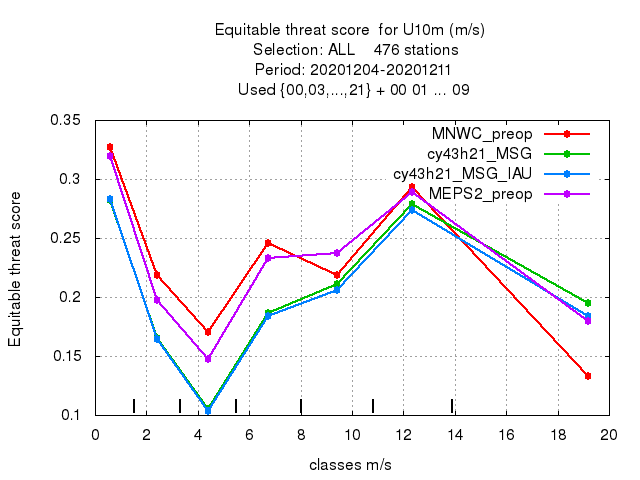 Equitable threat score for U10m (m/s)
Selection: ALL 476 stations
Period: 20201204-20201211
Used {00,03,...,21} + 00 01 ... 09
MNWC_preop
cy43h21_MSG
cy43h21_MSG_IAU
MEPS2_preop
Equitable threat score
0.35
0.3
0.25
0.2
0.15
0.1
0 2 4 6 8 10 12 14 16 18 20
classes m/s